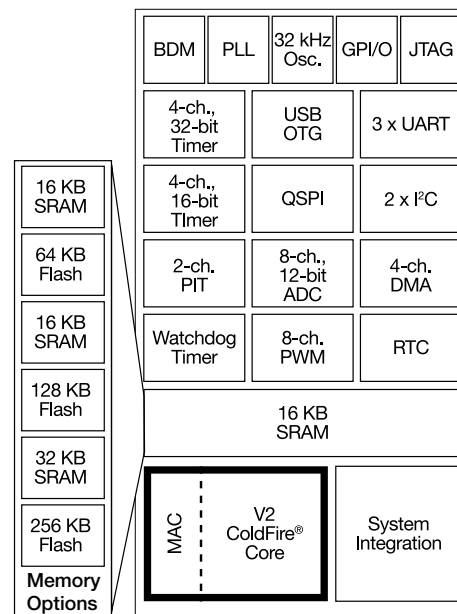 BDM
PLL
32 kHz
Osc.
GPI/O
JTAG
4-ch.,
32-bit
Timer
USB
OTG
3 x UART
4-ch.,
16-bit
TImer
QSPI
2 x I²C
2-ch.
PIT
8-ch.,
12-bit
ADC
4-ch.
DMA
Watchdog
Timer
8-ch.
PWM
RTC
16 KB
SRAM
MAC
V2
ColdFire®
Core
System
Integration
16 KB
SRAM
64 KB
Flash
16 KB
SRAM
128 KB
Flash
32 KB
SRAM
256 KB
Flash
Memory
Options